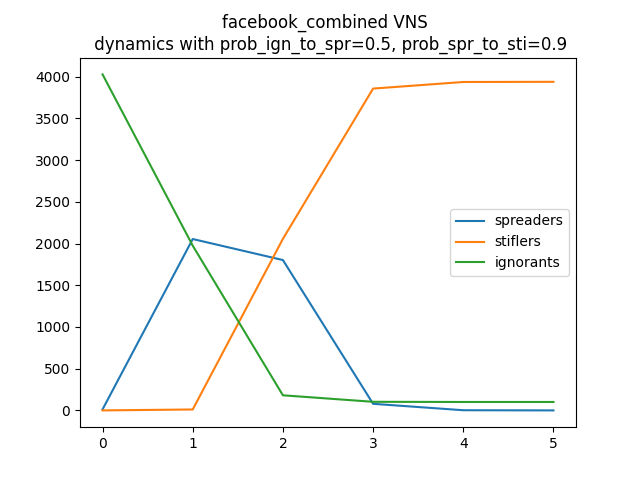 facebook_combined VNS
dynamics with prob_ign_to_spr=0.5, prob_spr_to_sti=0.9
4000
3500
3000
2500
2000
1500
1000
500
0
spreaders
stiflers
ignorants
0 1 2 3 4 5